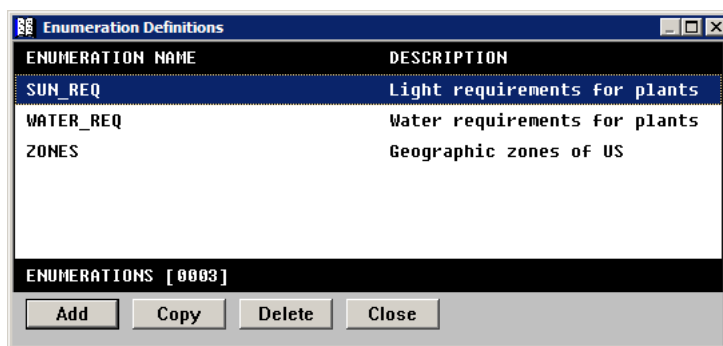 Enumeration Definitions
ENUMERATION NAME DESCRIPTION
SUN_REQ Light requirements for plants
WATER_REQ Water requirements for plants
ZONES Geographic zones of US
ENUMERATIONS [0003]
Add Copy Delete Close